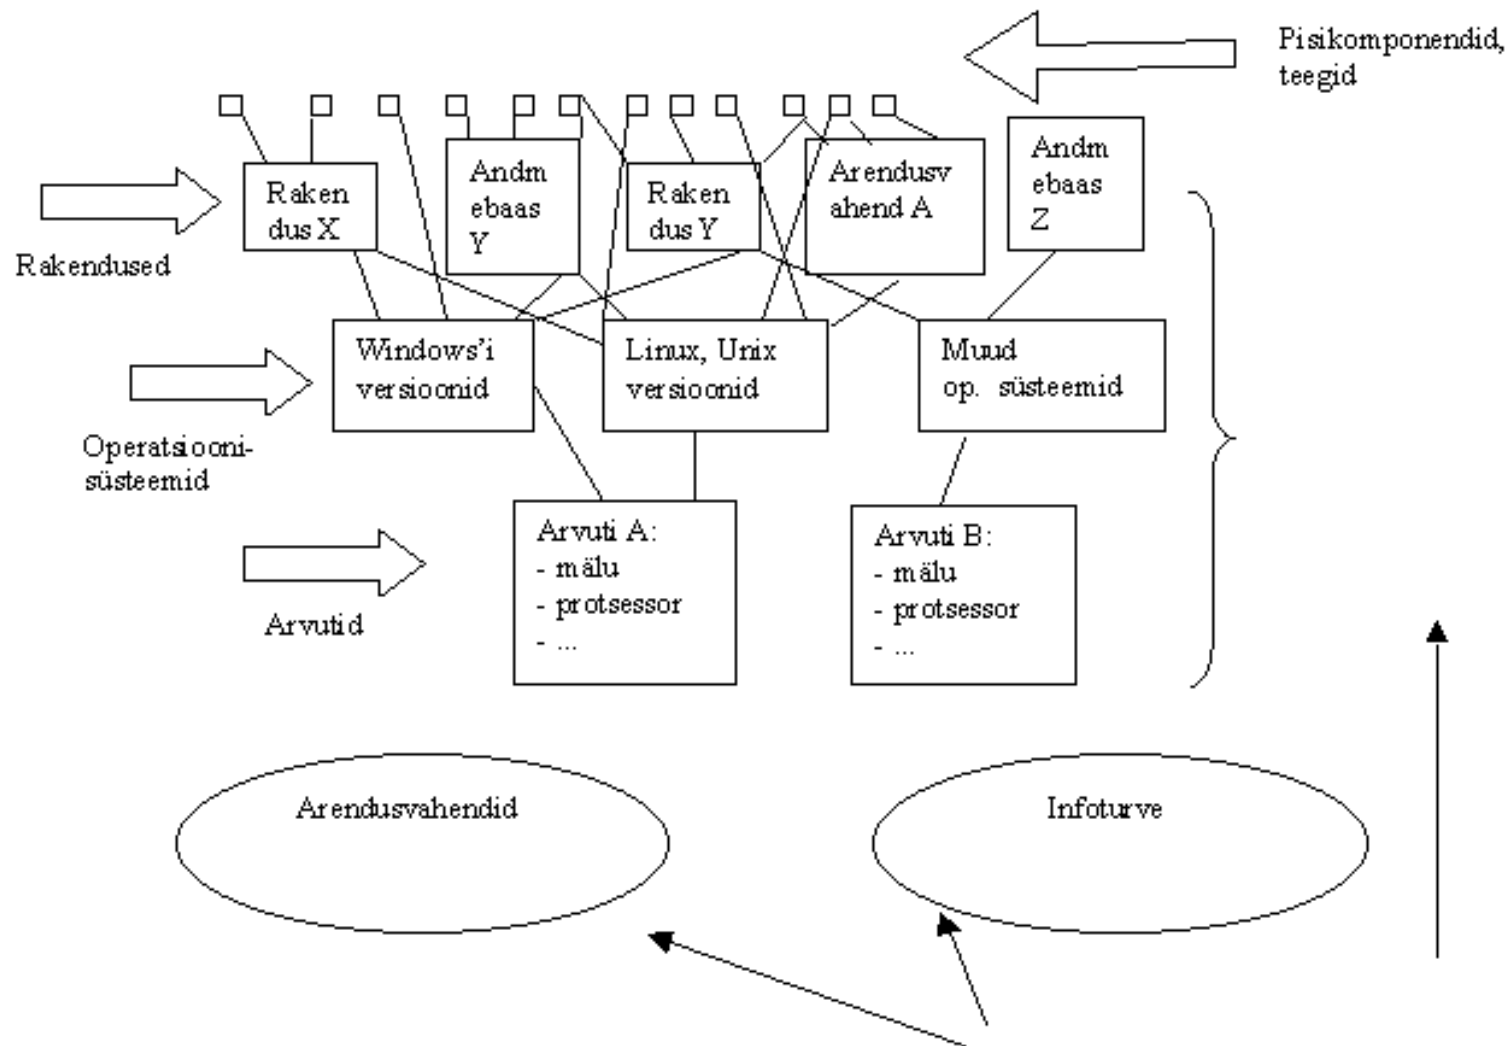 Pisikomponendid,
teegid
Raken
dus X
Andm
ebaas
Y
Raken
dus Y
Arendusv
ahend A
Andm
ebaas
Z
Rakendused
Windows'i
versioonid
Linux, Unix
versioonid
Muud
op. süsteemid
Operatsiooni-
süsteemid
Arvuti A:
- mälu
- protsessor
- ...
Arvuti B:
- mälu
- protsessor
- ...
Arvutid
Arendusvahendid
Infoturve